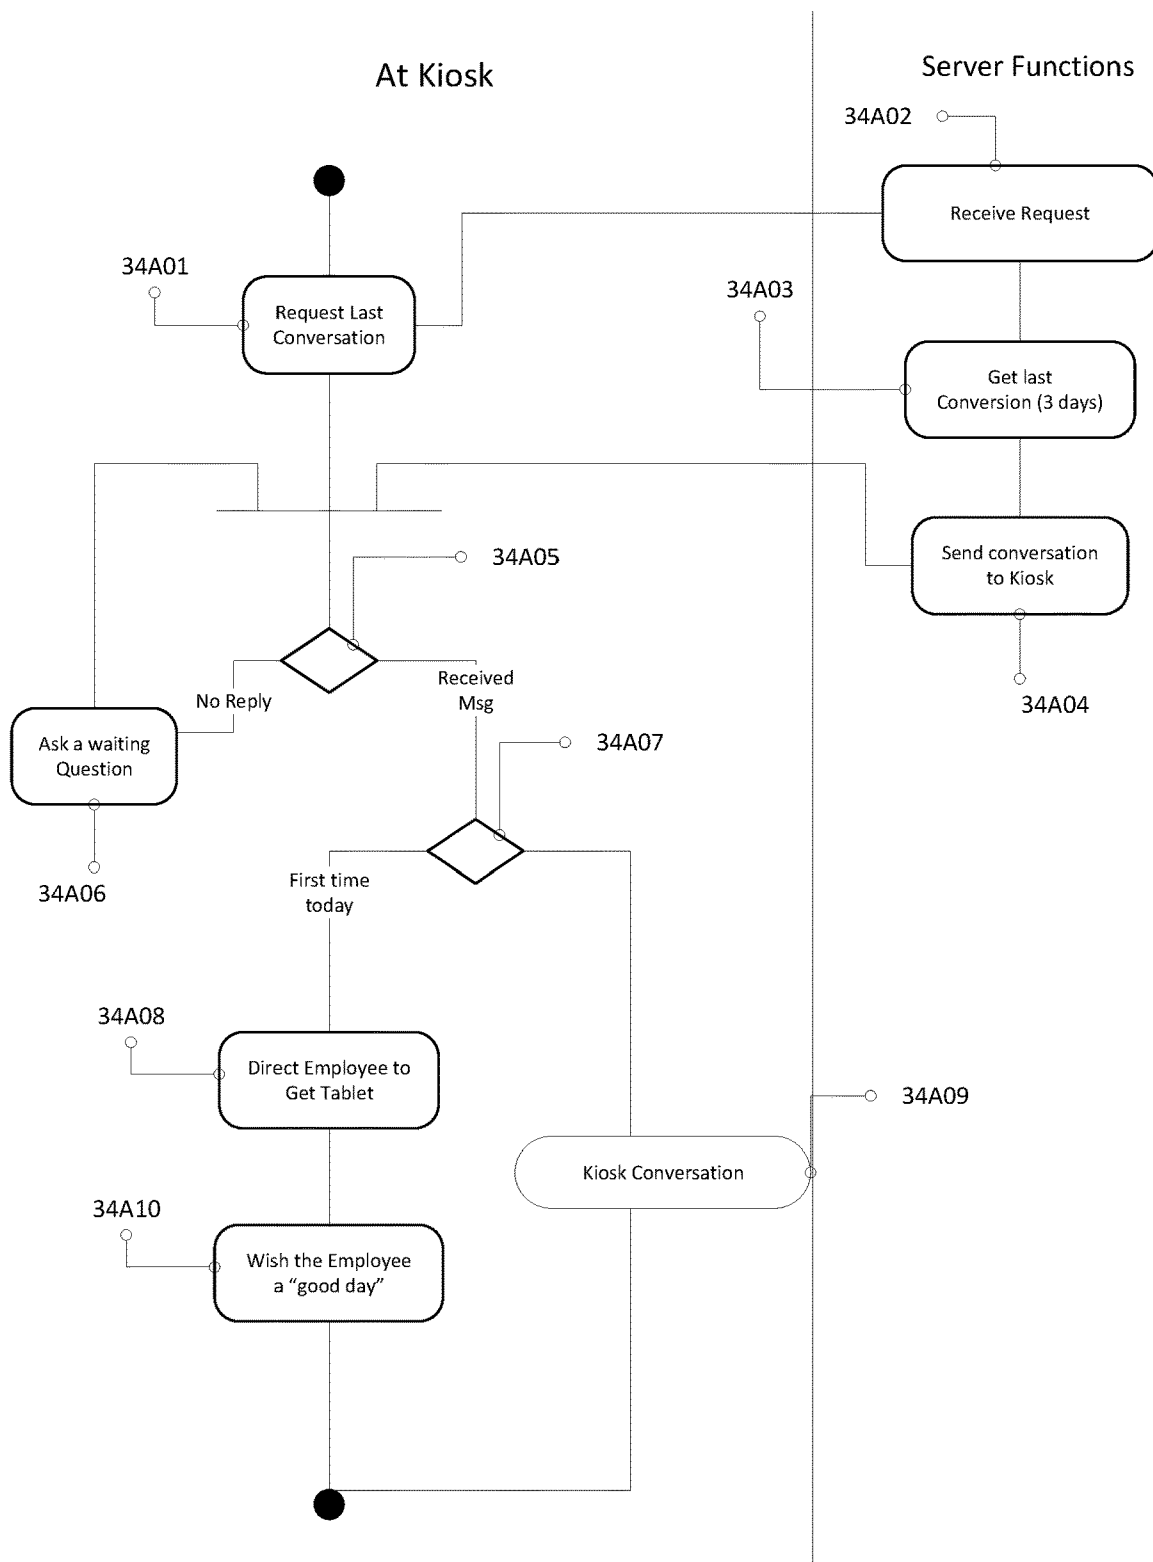 At Kiosk
Server Functions
34A02
Receive Request
34A01
Request Last
Conversation
34A03
Get last
Conversion (3 days)
34A05
Send conversation
to Kiosk
34A04
No Reply
Received
Msg
Ask a waiting
Question
34A07
34A06
First time
today
34A08
Direct Employee to
Get Tablet
34A09
Kiosk Conversation
34A10
Wish the Employee
a “good day”